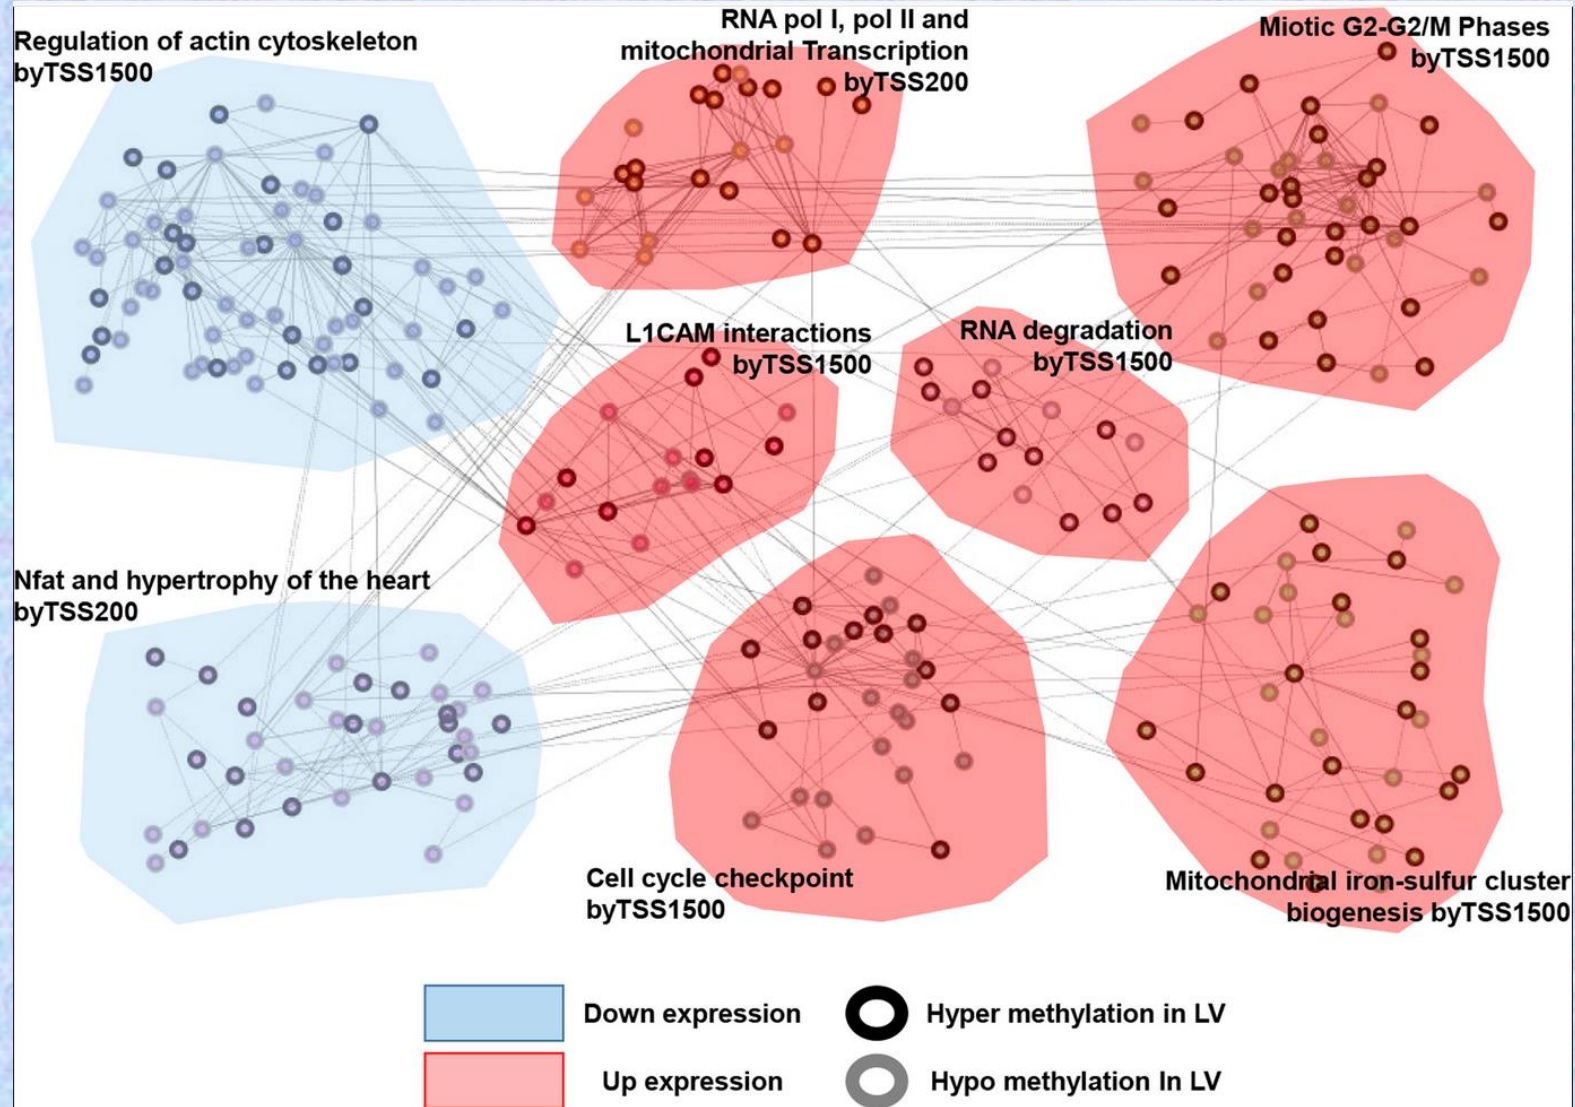 Regulation of actin cytoskeleton
byTSS1500
RNA pol I, pol II and
mitochondrial Transcription
byTSS200
Miotic G2-G2/M Phases
byTSS1500
L1CAM interactions
byTSS1500
RNA degradation
byTSS1500
Nfat and hypertrophy of the heart
byTSS200
Cell cycle checkpoint
byTSS1500
Mitochondrial iron-sulfur cluster
biogenesis byTSS1500
Down expression
Hyper methylation in LV
Up expression
Hypo methylation In LV